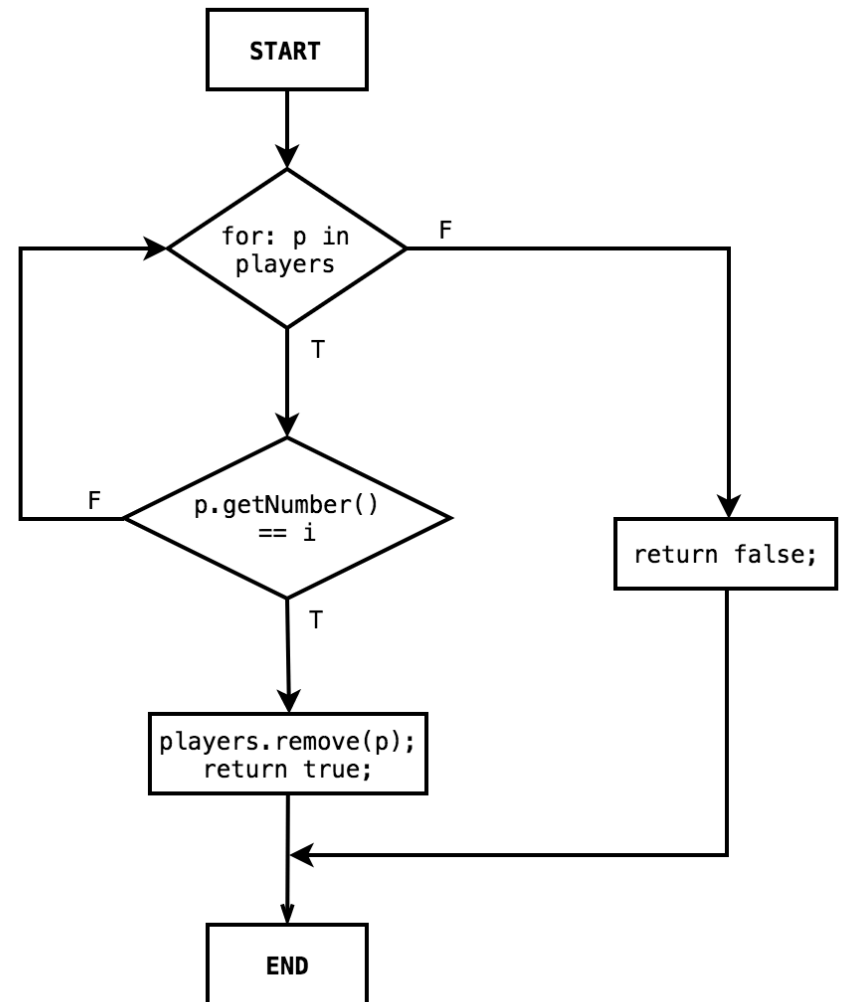 START
for: p in
players
F
T
p.getNumber()
== i
F
return false;
T
players.remove(p);
return true;
END